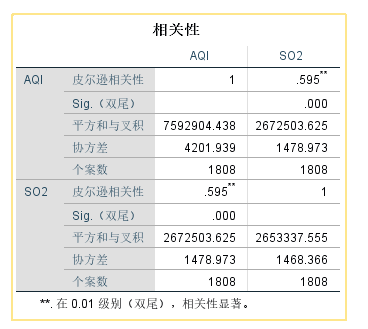 相关性
AQI SO2
AQI 皮尔逊相关性 1 .595**
Sig.（双尾） .000
平方和与叉积 7592904.438 2672503.625
协方差 4201.939 1478.973
个案数 1808 1808
SO2 皮尔逊相关性 .595** 1
Sig.（双尾） .000
平方和与叉积 2672503.625 2653337.555
协方差 1478.973 1468.366
个案数 1808 1808
**. 在 0.01 级别（双尾），相关性显著。